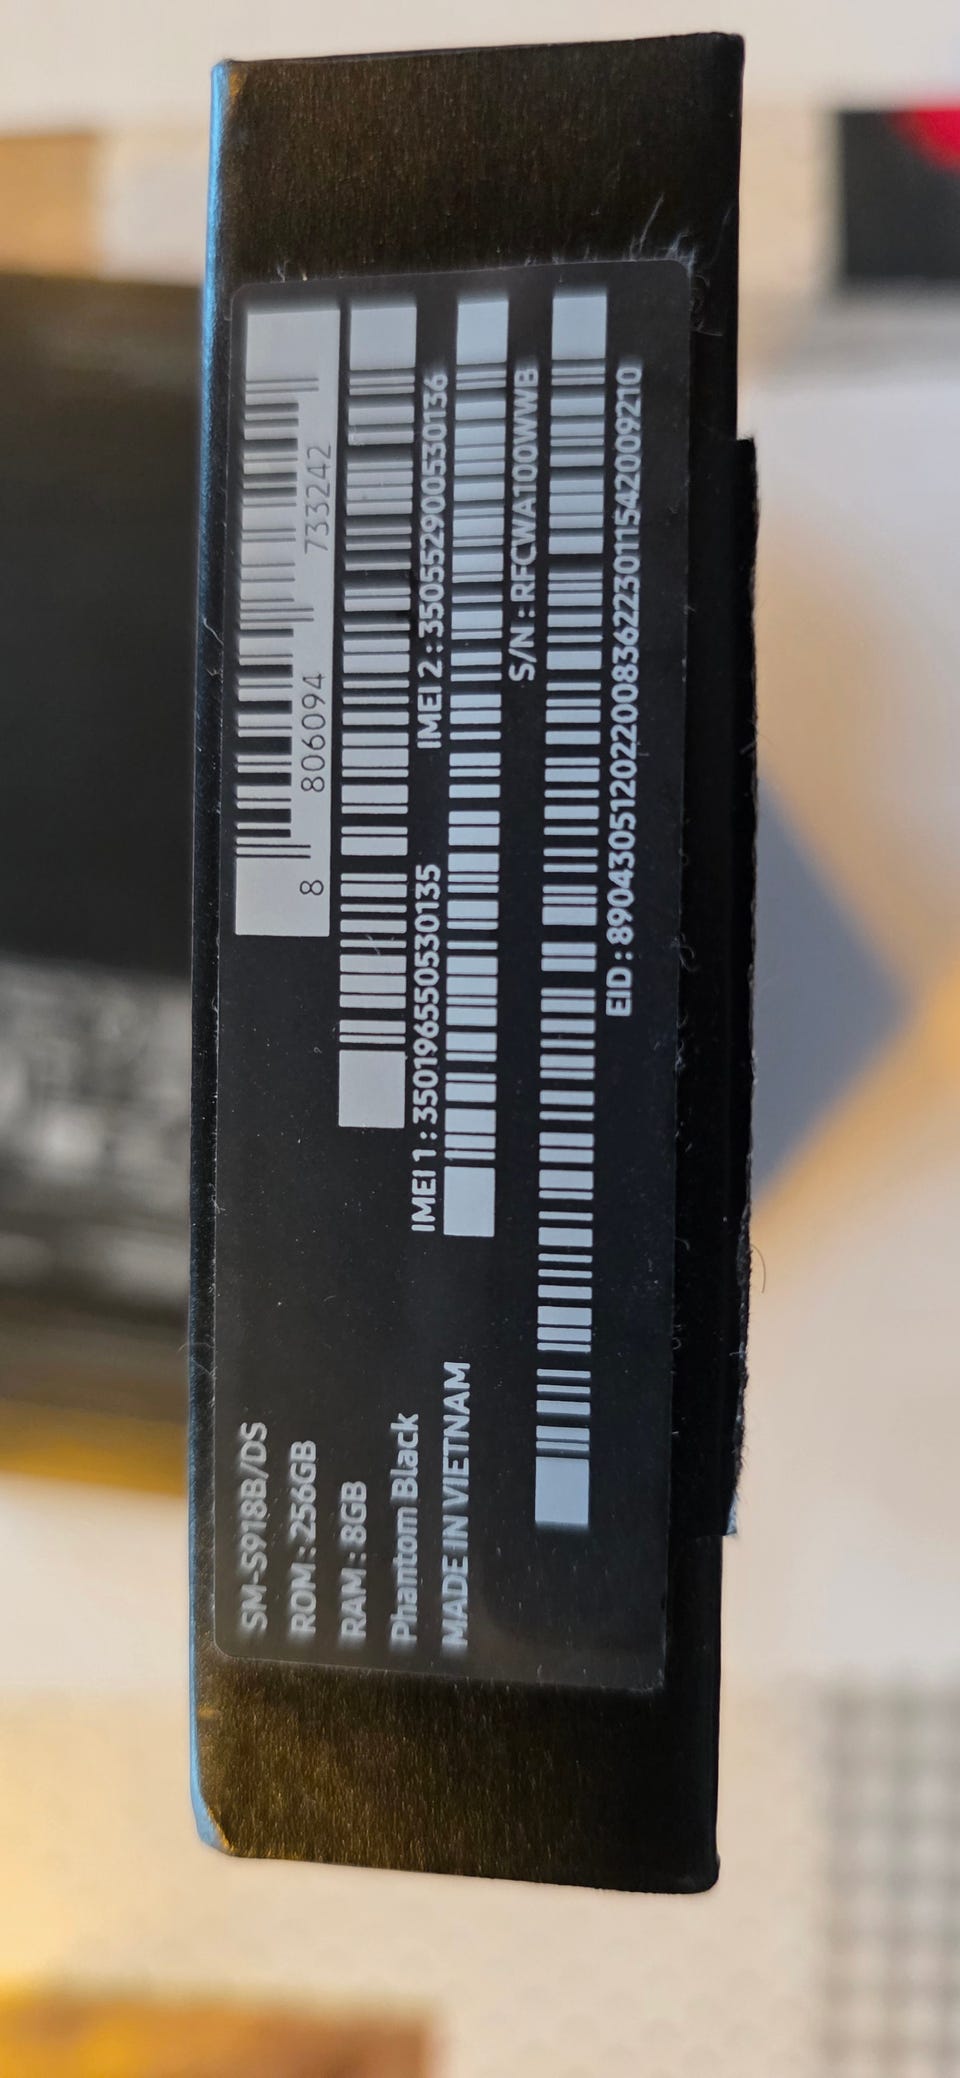 SM-S918B/DS
ROM : 256GB
RAM : 8GB
Phantom Black
MADE IN VIETNAM
8 806094 733242
IMEI 1 : 350196550530135
IMEI 2 : 350552900530136
S/N : RFCWA100WWB
EID : 89043051202200836223011542009210